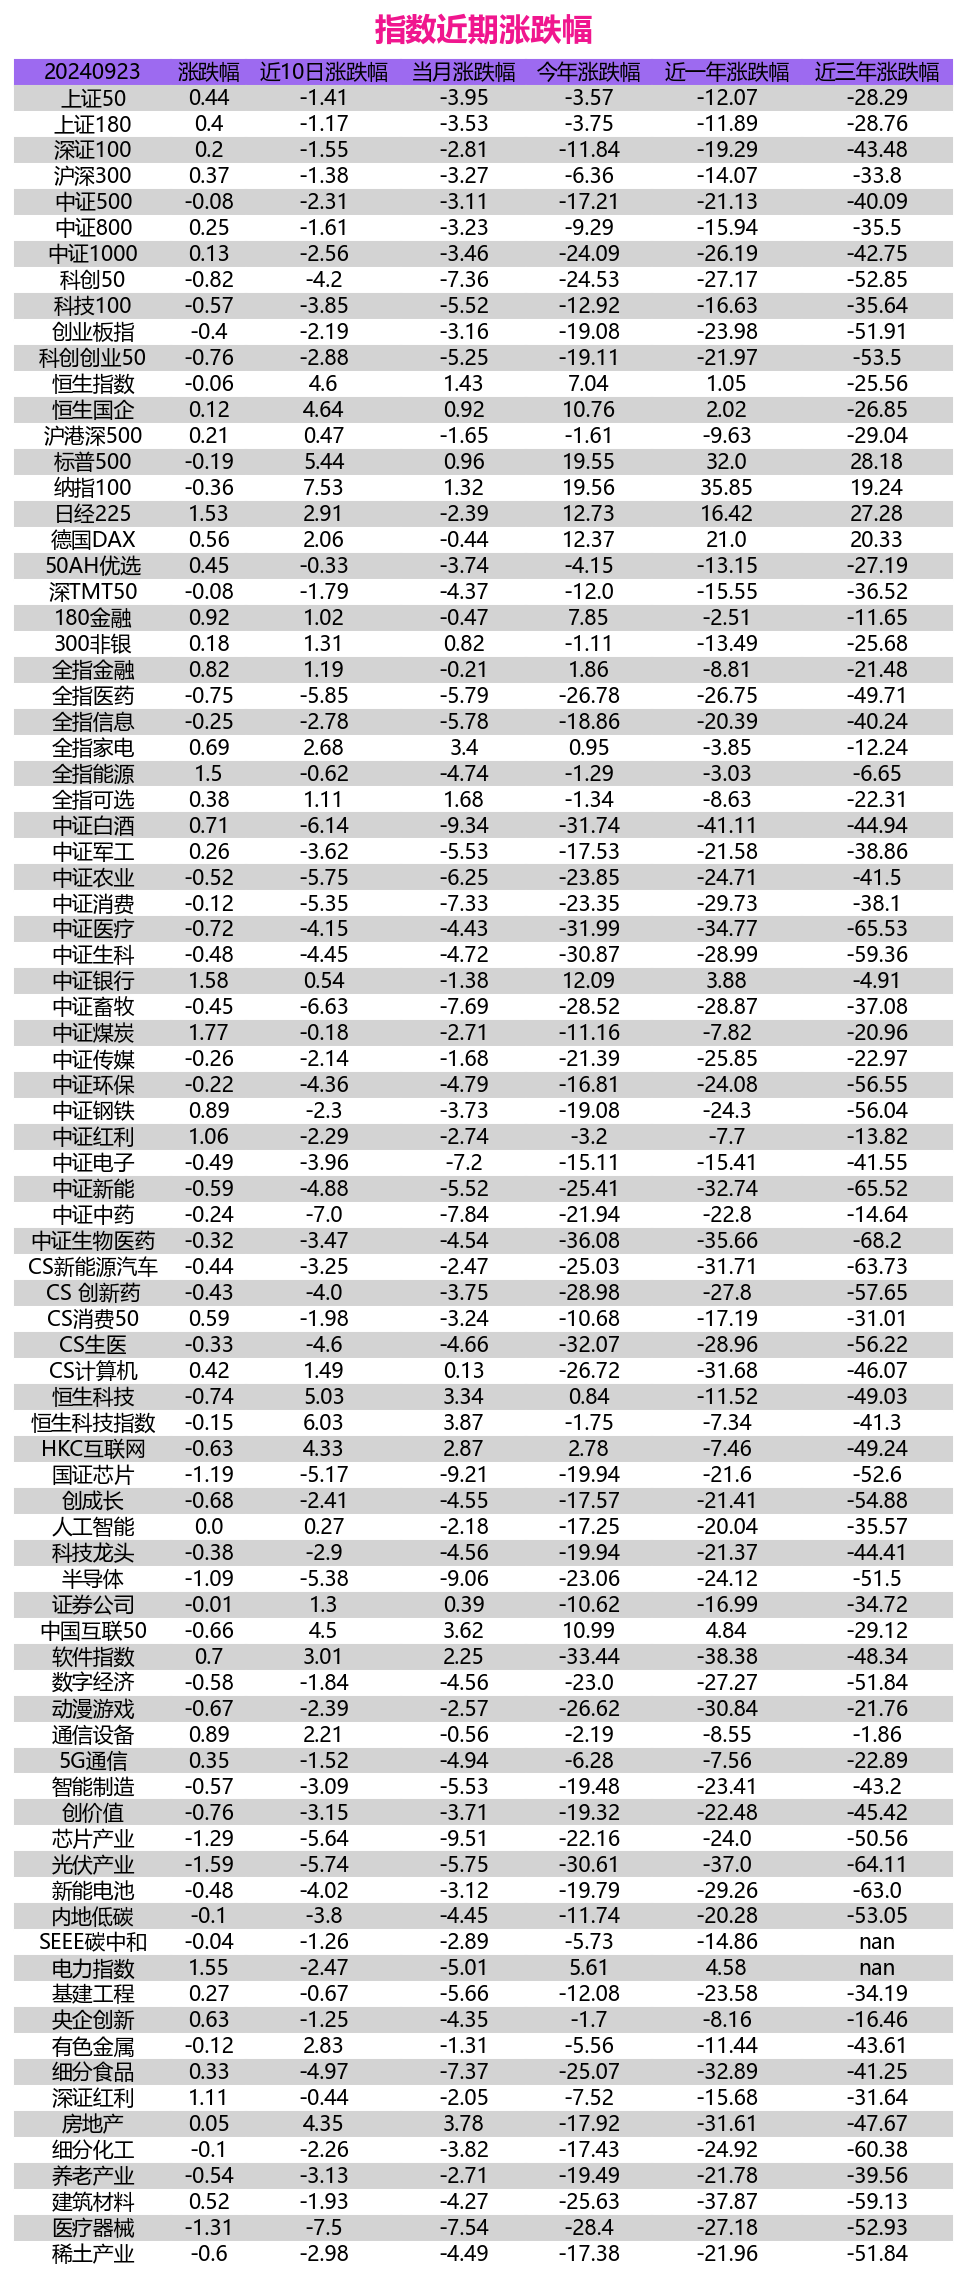 指数近期涨跌幅
20240923 涨跌幅 近10日涨跌幅 当月涨跌幅 今年涨跌幅 近一年涨跌幅 近三年涨跌幅
上证50 0.44 -1.41 -3.95 -3.57 -12.07 -28.29
上证180 0.4 -1.17 -3.53 -3.75 -11.89 -28.76
深证100 0.2 -1.55 -2.81 -11.84 -19.29 -43.48
沪深300 0.37 -1.38 -3.27 -6.36 -14.07 -33.8
中证500 -0.08 -2.31 -3.11 -17.21 -21.13 -40.09
中证800 0.25 -1.61 -3.23 -9.29 -15.94 -35.5
中证1000 0.13 -2.56 -3.46 -24.09 -26.19 -42.75
科创50 -0.82 -4.2 -7.36 -24.53 -27.17 -52.85
科技100 -0.57 -3.85 -5.52 -12.92 -16.63 -35.64
创业板指 -0.4 -2.19 -3.16 -19.08 -23.98 -51.91
科创创业50 -0.76 -2.88 -5.25 -19.11 -21.97 -53.5
恒生指数 -0.06 4.6 1.43 7.04 1.05 -25.56
恒生国企 0.12 4.64 0.92 10.76 2.02 -26.85
沪港深500 0.21 0.47 -1.65 -1.61 -9.63 -29.04
标普500 -0.19 5.44 0.96 19.55 32.0 28.18
纳指100 -0.36 7.53 1.32 19.56 35.85 19.24
日经225 1.53 2.91 -2.39 12.73 16.42 27.28
德国DAX 0.56 2.06 -0.44 12.37 21.0 20.33
50AH优选 0.45 -0.33 -3.74 -4.15 -13.15 -27.19
深TMT50 -0.08 -1.79 -4.37 -12.0 -15.55 -36.52
180金融 0.92 1.02 -0.47 7.85 -2.51 -11.65
300非银 0.18 1.31 0.82 -1.11 -13.49 -25.68
全指金融 0.82 1.19 -0.21 1.86 -8.81 -21.48
全指医药 -0.75 -5.85 -5.79 -26.78 -26.75 -49.71
全指信息 -0.25 -2.78 -5.78 -18.86 -20.39 -40.24
全指家电 0.69 2.68 3.4 0.95 -3.85 -12.24
全指能源 1.5 -0.62 -4.74 -1.29 -3.03 -6.65
全指可选 0.38 1.11 1.68 -1.34 -8.63 -22.31
中证白酒 0.71 -6.14 -9.34 -31.74 -41.11 -44.94
中证军工 0.26 -3.62 -5.53 -17.53 -21.58 -38.86
中证农业 -0.52 -5.75 -6.25 -23.85 -24.71 -41.5
中证消费 -0.12 -5.35 -7.33 -23.35 -29.73 -38.1
中证医疗 -0.72 -4.15 -4.43 -31.99 -34.77 -65.53
中证生科 -0.48 -4.45 -4.72 -30.87 -28.99 -59.36
中证银行 1.58 0.54 -1.38 12.09 3.88 -4.91
中证畜牧 -0.45 -6.63 -7.69 -28.52 -28.87 -37.08
中证煤炭 1.77 -0.18 -2.71 -11.16 -7.82 -20.96
中证传媒 -0.26 -2.14 -1.68 -21.39 -25.85 -22.97
中证环保 -0.22 -4.36 -4.79 -16.81 -24.08 -56.55
中证钢铁 0.89 -2.3 -3.73 -19.08 -24.3 -56.04
中证红利 1.06 -2.29 -2.74 -3.2 -7.7 -13.82
中证电子 -0.49 -3.96 -7.2 -15.11 -15.41 -41.55
中证新能 -0.59 -4.88 -5.52 -25.41 -32.74 -65.52
中证中药 -0.24 -7.0 -7.84 -21.94 -22.8 -14.64
中证生物医药 -0.32 -3.47 -4.54 -36.08 -35.66 -68.2
CS新能源汽车 -0.44 -3.25 -2.47 -25.03 -31.71 -63.73
CS 创新药 -0.43 -4.0 -3.75 -28.98 -27.8 -57.65
CS消费50 0.59 -1.98 -3.24 -10.68 -17.19 -31.01
CS生医 -0.33 -4.6 -4.66 -32.07 -28.96 -56.22
CS计算机 0.42 1.49 0.13 -26.72 -31.68 -46.07
恒生科技 -0.74 5.03 3.34 0.84 -11.52 -49.03
恒生科技指数 -0.15 6.03 3.87 -1.75 -7.34 -41.3
HKC互联网 -0.63 4.33 2.87 2.78 -7.46 -49.24
国证芯片 -1.19 -5.17 -9.21 -19.94 -21.6 -52.6
创成长 -0.68 -2.41 -4.55 -17.57 -21.41 -54.88
人工智能 0.0 0.27 -2.18 -17.25 -20.04 -35.57
科技龙头 -0.38 -2.9 -4.56 -19.94 -21.37 -44.41
半导体 -1.09 -5.38 -9.06 -23.06 -24.12 -51.5
证券公司 -0.01 1.3 0.39 -10.62 -16.99 -34.72
中国互联50 -0.66 4.5 3.62 10.99 4.84 -29.12
软件指数 0.7 3.01 2.25 -33.44 -38.38 -48.34
数字经济 -0.58 -1.84 -4.56 -23.0 -27.27 -51.84
动漫游戏 -0.67 -2.39 -2.57 -26.62 -30.84 -21.76
通信设备 0.89 2.21 -0.56 -2.19 -8.55 -1.86
5G通信 0.35 -1.52 -4.94 -6.28 -7.56 -22.89
智能制造 -0.57 -3.09 -5.53 -19.48 -23.41 -43.2
创价值 -0.76 -3.15 -3.71 -19.32 -22.48 -45.42
芯片产业 -1.29 -5.64 -9.51 -22.16 -24.0 -50.56
光伏产业 -1.59 -5.74 -5.75 -30.61 -37.0 -64.11
新能电池 -0.48 -4.02 -3.12 -19.79 -29.26 -63.0
内地低碳 -0.1 -3.8 -4.45 -11.74 -20.28 -53.05
SEEE碳中和 -0.04 -1.26 -2.89 -5.73 -14.86 nan
电力指数 1.55 -2.47 -5.01 5.61 4.58 nan
基建工程 0.27 -0.67 -5.66 -12.08 -23.58 -34.19
央企创新 0.63 -1.25 -4.35 -1.7 -8.16 -16.46
有色金属 -0.12 2.83 -1.31 -5.56 -11.44 -43.61
细分食品 0.33 -4.97 -7.37 -25.07 -32.89 -41.25
深证红利 1.11 -0.44 -2.05 -7.52 -15.68 -31.64
房地产 0.05 4.35 3.78 -17.92 -31.61 -47.67
细分化工 -0.1 -2.26 -3.82 -17.43 -24.92 -60.38
养老产业 -0.54 -3.13 -2.71 -19.49 -21.78 -39.56
建筑材料 0.52 -1.93 -4.27 -25.63 -37.87 -59.13
医疗器械 -1.31 -7.5 -7.54 -28.4 -27.18 -52.93
稀土产业 -0.6 -2.98 -4.49 -17.38 -21.96 -51.84